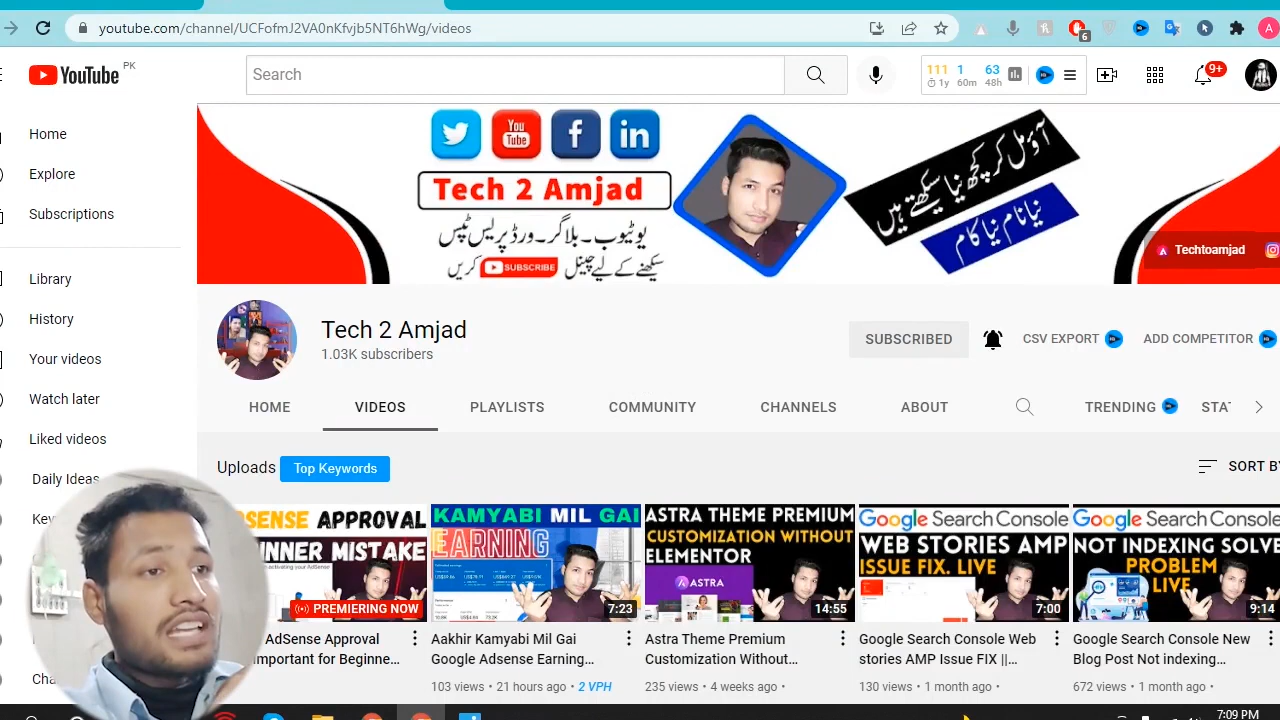 youtube.com/channel/UCFofmJ2VA0nKfvjb5NT6hWg/videos
6
A
YouTube PK
Search
111 1 63
1y 60m 48h
9+
Home
Explore
Subscriptions
Library
History
Your videos
Watch later
Liked videos
Daily Ideas
You Tube
f
in
Tech 2 Amjad
یوٹیوب۔بلاگر۔ورڈپریس ٹپس
سیکھنے کے لیے چینل SUBSCRIBE کریں
آؤ مل کر کچھ نیا سیکھتے ہیں
نیا نام نیا کام
Techtoamjad
Tech 2 Amjad
1.03K subscribers
SUBSCRIBED
CSV EXPORT
ADD COMPETITOR
HOME VIDEOS PLAYLISTS COMMUNITY CHANNELS ABOUT TRENDING STAT
Uploads Top Keywords
SORT BY
APPROVAL
MISTAKE
PREMIERING NOW
AdSense Approval
Important for Beginne...
KAMYABI MIL GAI
EARNING
7:23
Aakhir Kamyabi Mil Gai
Google Adsense Earning...
103 views • 21 hours ago • 2 VPH
ASTRA THEME PREMIUM
CUSTOMIZATION WITHOUT
ELEMENTOR
ASTRA
14:55
Astra Theme Premium
Customization Without...
235 views • 4 weeks ago •
Google Search Console
WEB STORIES AMP
ISSUE FIX. LIVE
7:00
Google Search Console Web
stories AMP Issue FIX ||...
130 views • 1 month ago •
Google Search Console
NOT INDEXING SOLVE
PROBLEM
LIVE
9:14
Google Search Console New
Blog Post Not indexing...
672 views • 1 month ago •
7:09 PM